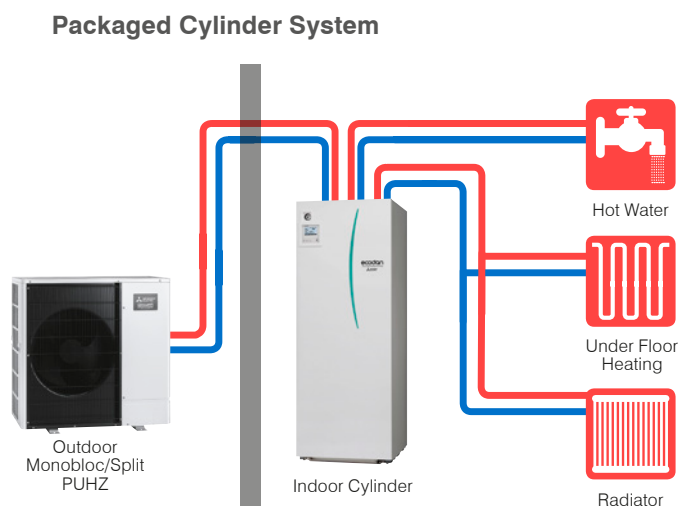 Packaged Cylinder System
Hot Water
ecodan
Under Floor
Heating
Outdoor
Monobloc/Split
PUHZ
Indoor Cylinder
Radiator